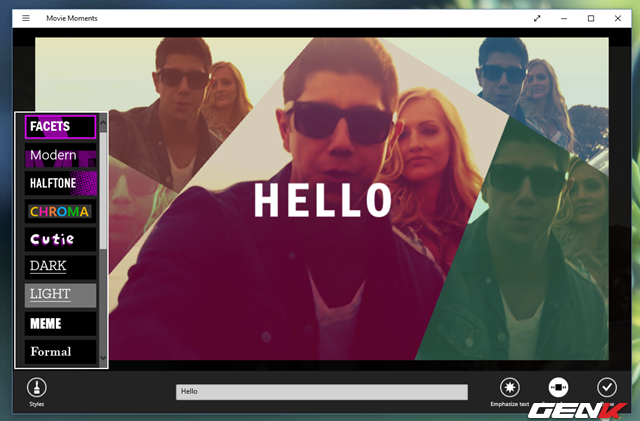 Movie Moments
FACETS
Modern
HALFTONE
CHROMA
Cutie
DARK
LIGHT
MEME
Formal
HELLO
Styles
Hello
Emphasize text
GENK